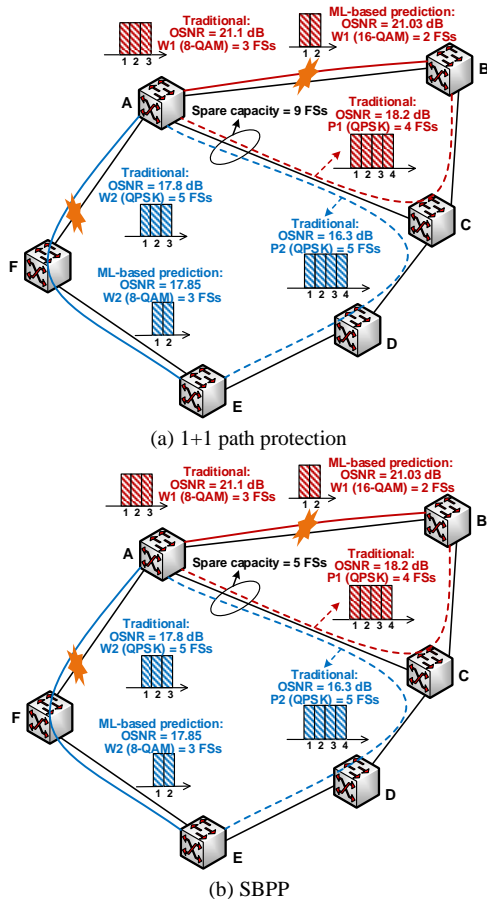 Traditional:
OSNR = 21.1 dB
W1 (8-QAM) = 3 FSs
1 2 3
ML-based prediction:
OSNR = 21.03 dB
W1 (16-QAM) = 2 FSs
1 2
A
B
Spare capacity = 9 FSs
Traditional:
OSNR = 18.2 dB
P1 (QPSK) = 4 FSs
1 2 3 4
Traditional:
OSNR = 17.8 dB
W2 (QPSK) = 5 FSs
1 2 3
C
Traditional:
OSNR = 16.3 dB
P2 (QPSK) = 5 FSs
1 2 3 4
F
ML-based prediction:
OSNR = 17.85
W2 (8-QAM) = 3 FSs
1 2
D
E
(a) 1+1 path protection
Traditional:
OSNR = 21.1 dB
W1 (8-QAM) = 3 FSs
1 2 3
ML-based prediction:
OSNR = 21.03 dB
W1 (16-QAM) = 2 FSs
1 2
A
B
Spare capacity = 5 FSs
Traditional:
OSNR = 18.2 dB
P1 (QPSK) = 4 FSs
1 2 3 4
Traditional:
OSNR = 17.8 dB
W2 (QPSK) = 5 FSs
1 2 3
C
Traditional:
OSNR = 16.3 dB
P2 (QPSK) = 5 FSs
1 2 3 4
F
ML-based prediction:
OSNR = 17.85
W2 (8-QAM) = 3 FSs
1 2
D
E
(b) SBPP